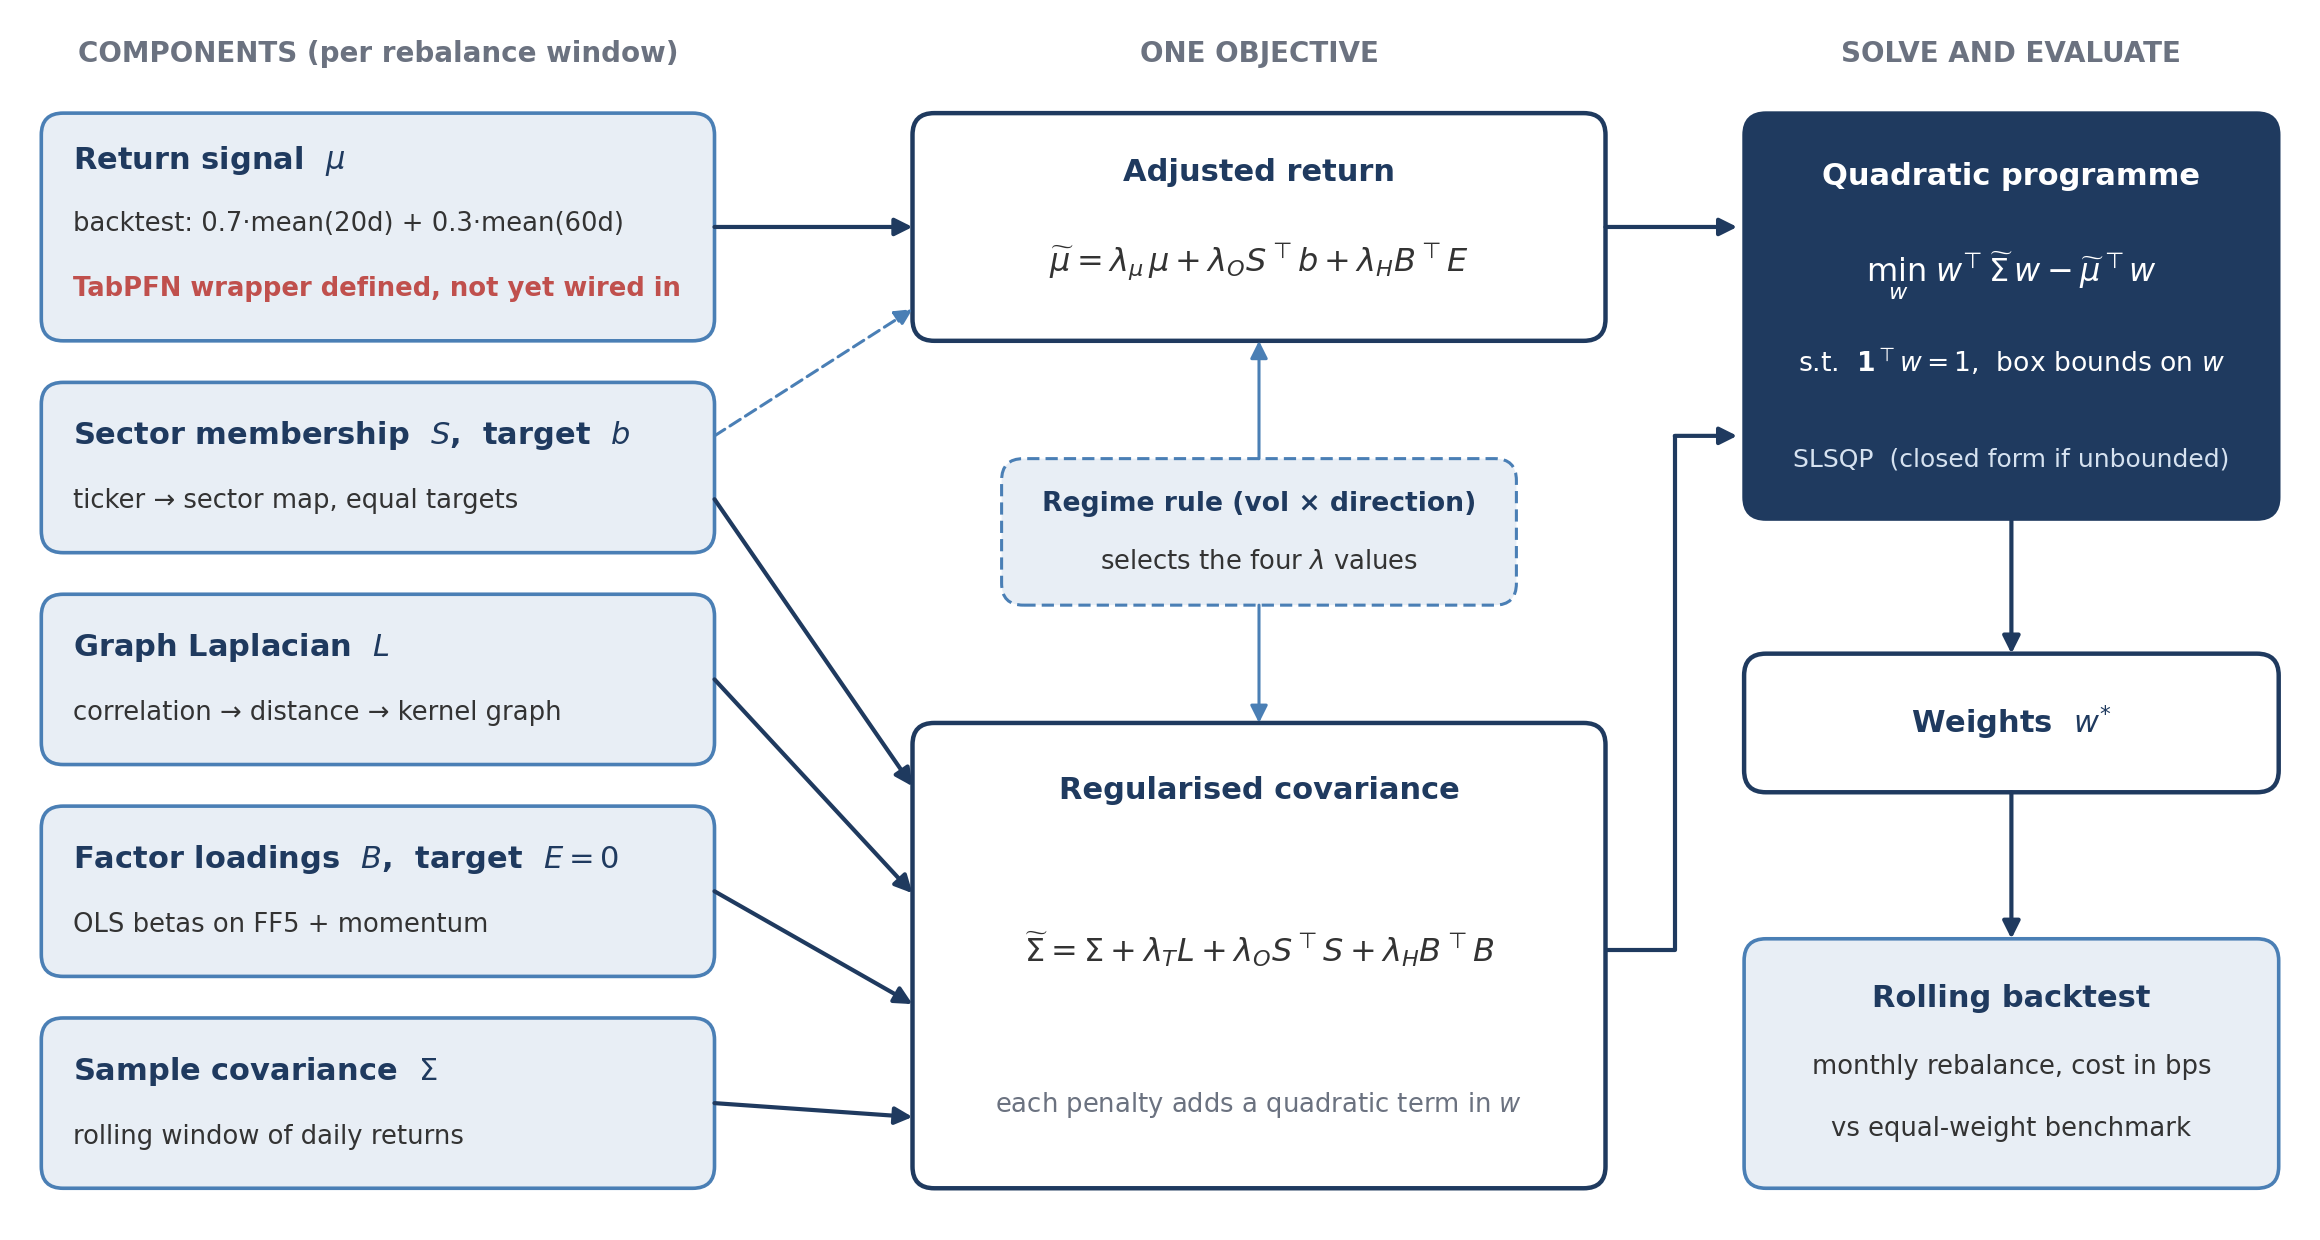 COMPONENTS (per rebalance window)
Return signal μ
backtest: 0.7·mean(20d) + 0.3·mean(60d)
TabPFN wrapper defined, not yet wired in
Sector membership S, target b
ticker → sector map, equal targets
Graph Laplacian L
correlation → distance → kernel graph
Factor loadings B, target E = 0
OLS betas on FF5 + momentum
Sample covariance Σ
rolling window of daily returns
ONE OBJECTIVE
Adjusted return
μ̃ = λ_μ μ + λ_O S^⊤ b + λ_H B^⊤ E
Regime rule (vol × direction)
selects the four λ values
Regularised covariance
Σ̃ = Σ + λ_T L + λ_O S^⊤ S + λ_H B^⊤ B
each penalty adds a quadratic term in w
SOLVE AND EVALUATE
Quadratic programme
min_w w^⊤ Σ̃ w − μ̃^⊤ w
s.t. 1^⊤ w = 1, box bounds on w
SLSQP (closed form if unbounded)
Weights w*
Rolling backtest
monthly rebalance, cost in bps
vs equal-weight benchmark